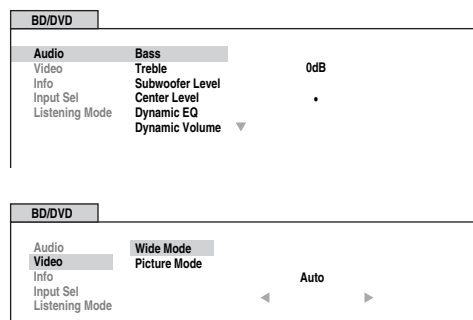 BD/DVD
Audio Bass
Video Treble 0dB
Info Subwoofer Level
Input Sel Center Level
Listening Mode Dynamic EQ
Dynamic Volume
BD/DVD
Audio Wide Mode
Video Picture Mode
Info Auto
Input Sel
Listening Mode